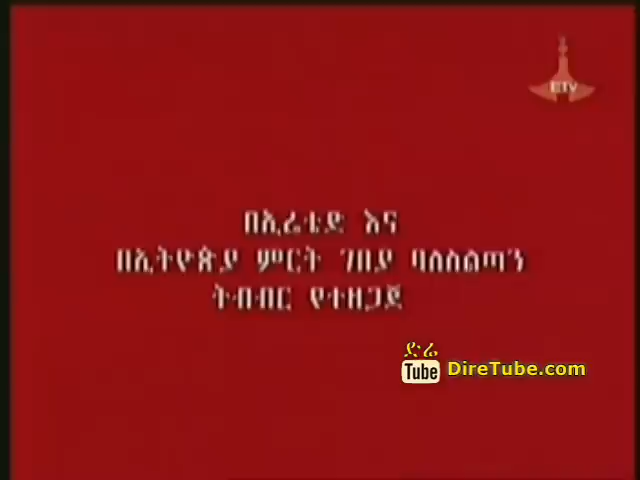 ETV
በኢሬቴድ እና
በኢትዮጵያ ምርት ገበያ ባለስልጣን
ትብብር የተዘጋጀ
ድሬ
Tube DireTube.com